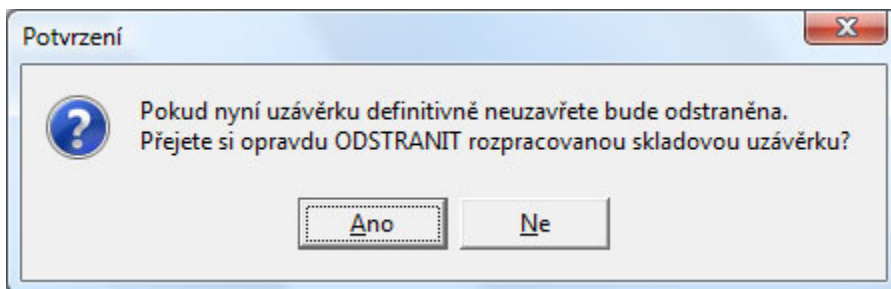 Potvrzení
Pokud nyní uzávěrku definitivně neuzavřete bude odstraněna.
Přejete si opravdu ODSTRANIT rozpracovanou skladovou uzávěrku?
Ano
Ne